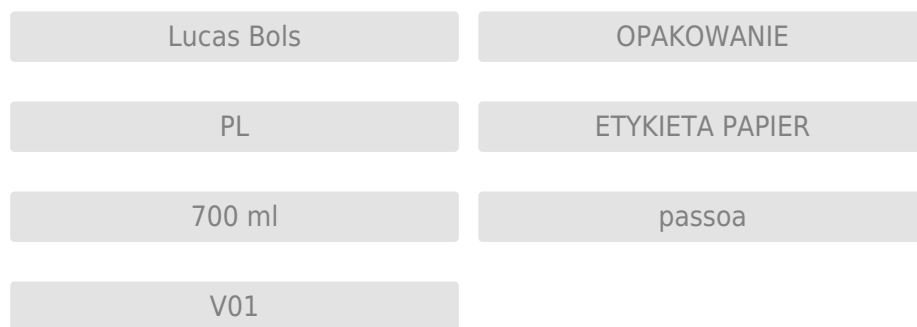 Lucas Bols
OPAKOWANIE
PL
ETYKIETA PAPIER
700 ml
passoa
V01